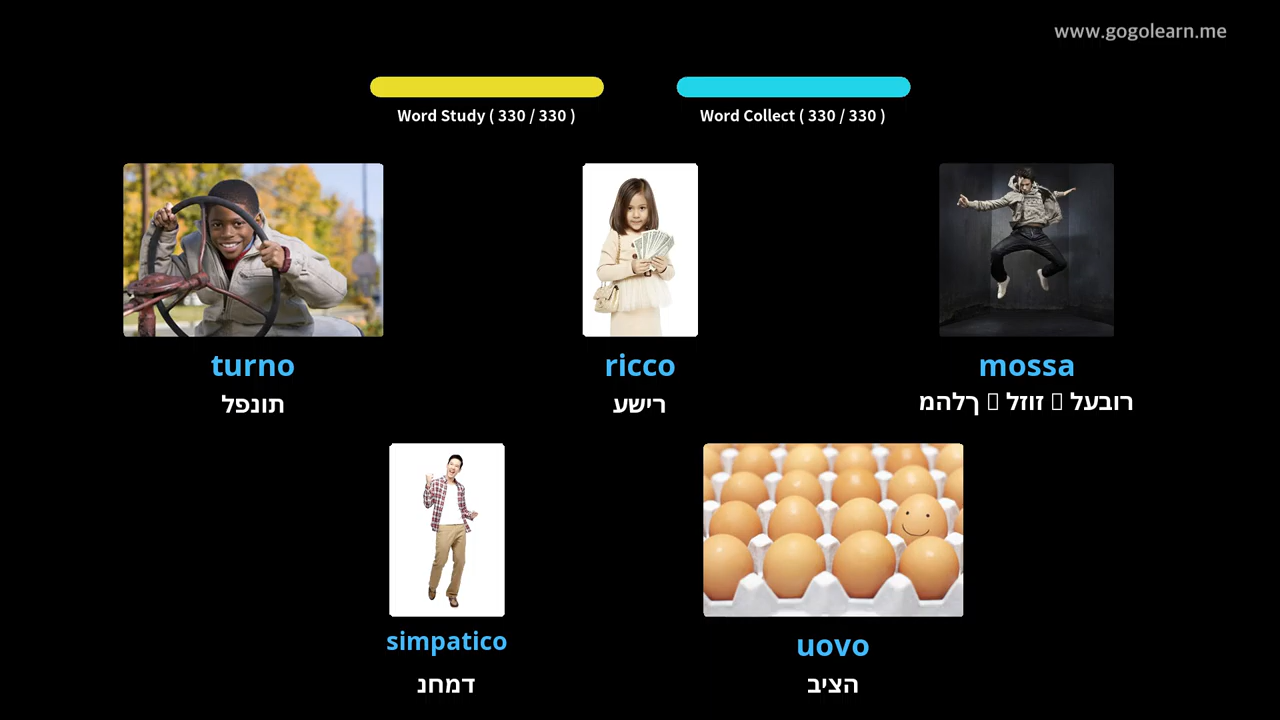 www.gogolearn.me
Word Study ( 330 / 330 )
Word Collect ( 330 / 330 )
turno
ricco
mossa
לפנות
עשיר
מהלך ▯ לזוז ▯ לעבור
simpatico
uovo
נחמד
ביצה